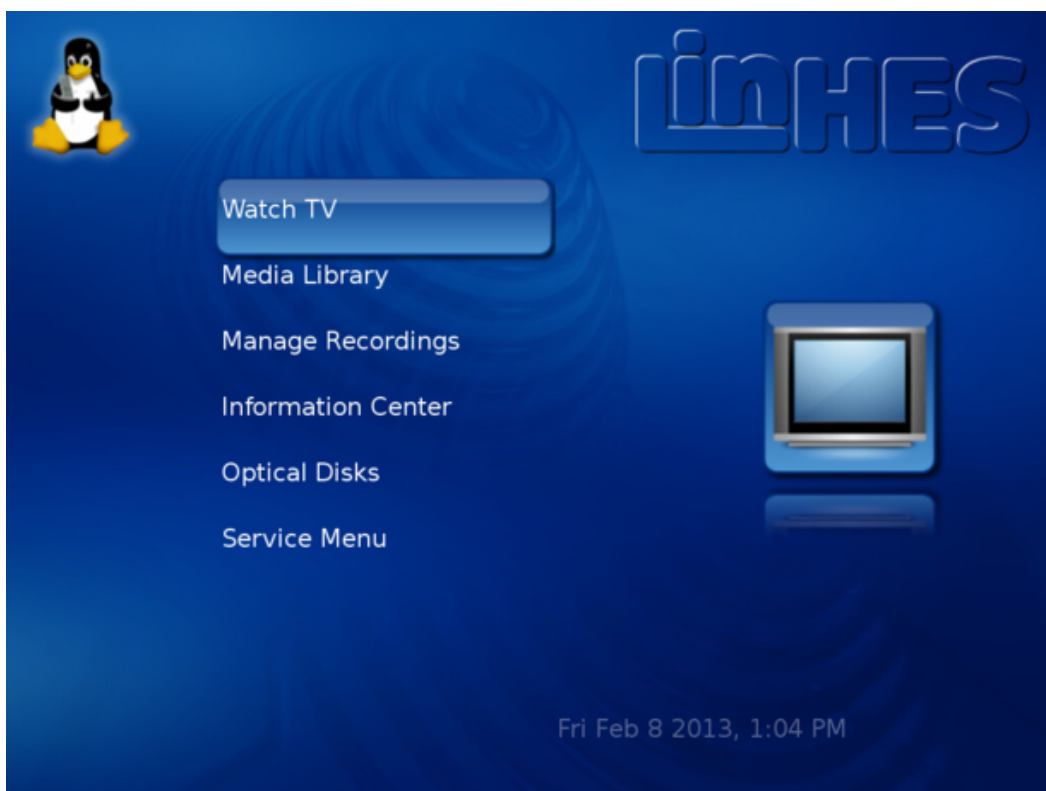 LinHES
Watch TV
Media Library
Manage Recordings
Information Center
Optical Disks
Service Menu
Fri Feb 8 2013, 1:04 PM